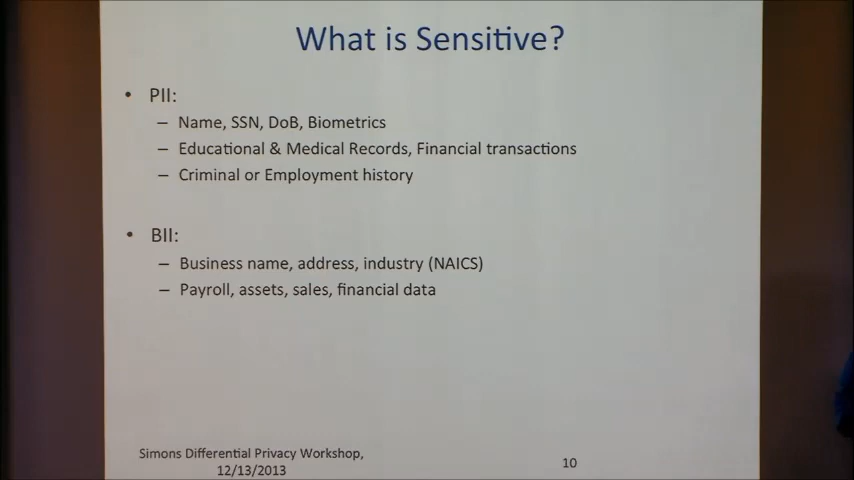 What is Sensitive?
• PII:
– Name, SSN, DoB, Biometrics
– Educational & Medical Records, Financial transactions
– Criminal or Employment history
• BII:
– Business name, address, industry (NAICS)
– Payroll, assets, sales, financial data
Simons Differential Privacy Workshop,
12/13/2013
10